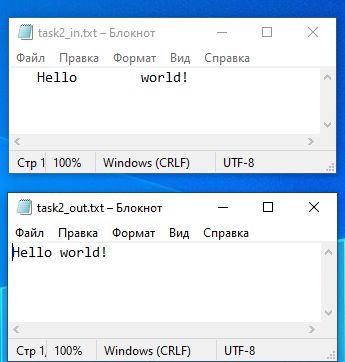 task2_in.txt – Блокнот
Файл Правка Формат Вид Справка
   Hello        world!
Стр 1 100% Windows (CRLF) UTF-8
task2_out.txt – Блокнот
Файл Правка Формат Вид Справка
Hello world!
Стр 1, 100% Windows (CRLF) UTF-8